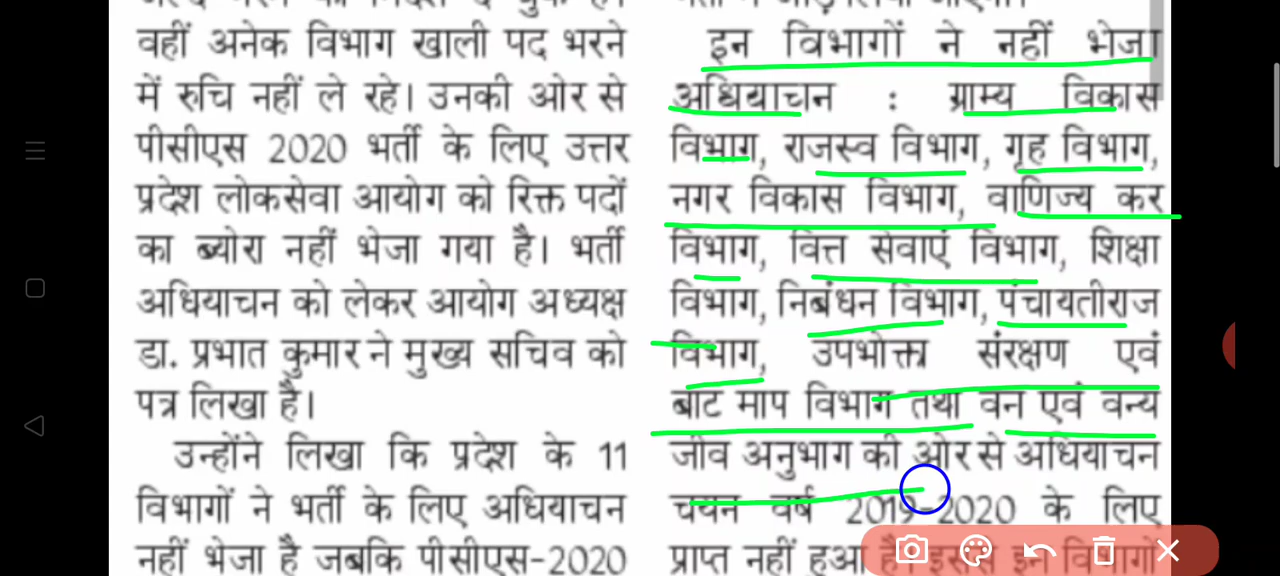 वहीं अनेक विभाग खाली पद भरने
में रुचि नहीं ले रहे। उनकी ओर से
पीसीएस 2020 भर्ती के लिए उत्तर
प्रदेश लोकसेवा आयोग को रिक्त पदों
का ब्योरा नहीं भेजा गया है। भर्ती
अधियाचन को लेकर आयोग अध्यक्ष
डा. प्रभात कुमार ने मुख्य सचिव को
पत्र लिखा है।
उन्होंने लिखा कि प्रदेश के 11
विभागों ने भर्ती के लिए अधियाचन
नहीं भेजा है जबकि पीसीएस-2020
इन विभागों ने नहीं भेजा
अधियाचन : ग्राम्य विकास
विभाग, राजस्व विभाग, गृह विभाग,
नगर विकास विभाग, वाणिज्य कर
विभाग, वित्त सेवाएं विभाग, शिक्षा
विभाग, निबंधन विभाग, पंचायतीराज
विभाग, उपभोक्ता संरक्षण एवं
बाट माप विभाग तथा वन एवं वन्य
जीव अनुभाग की ओर से अधियाचन
चयन वर्ष 2019-2020 के लिए
प्राप्त नहीं हुआ है। इससे इन विभागों